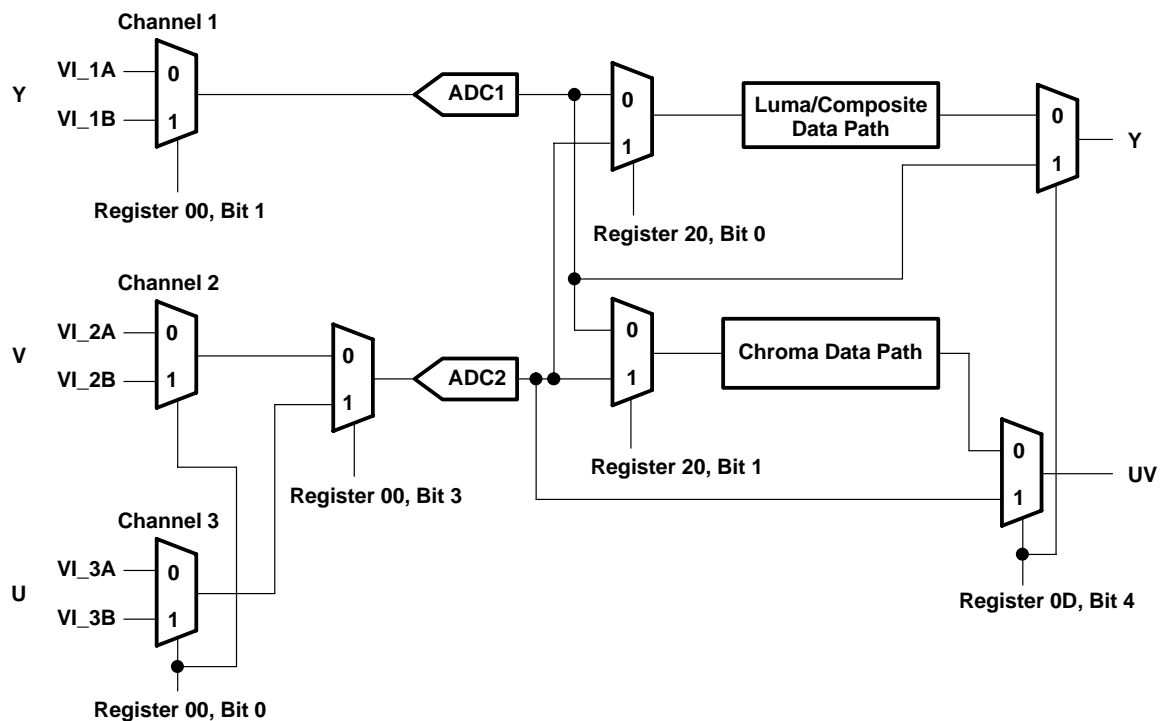 Channel 1
VI_1A
0
Y
VI_1B
1
Register 00, Bit 1
ADC1
0
1
Register 20, Bit 0
Luma/Composite
Data Path
0
1
Y
Channel 2
VI_2A
0
V
VI_2B
1
0
1
Register 00, Bit 3
ADC2
0
1
Register 20, Bit 1
Chroma Data Path
0
1
UV
Register 0D, Bit 4
Channel 3
VI_3A
0
U
VI_3B
1
Register 00, Bit 0